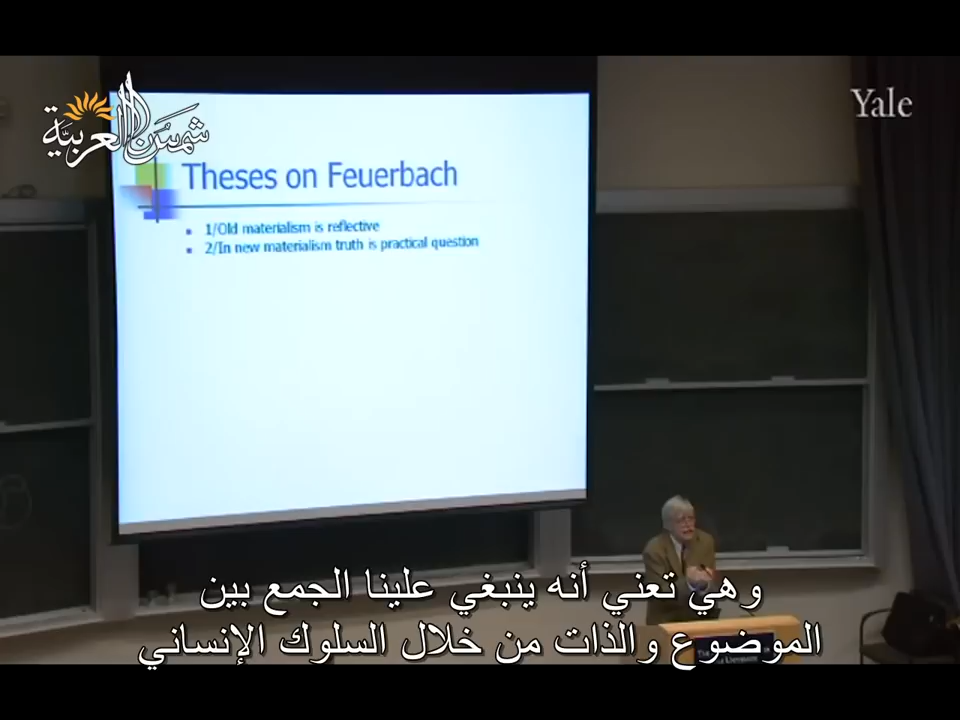 شمس العربية
Yale
Theses on Feuerbach
1/Old materialism is reflective
2/In new materialism truth is practical question
وهي تعني أنه ينبغي علينا الجمع بين
الموضوع والذات من خلال السلوك الإنساني